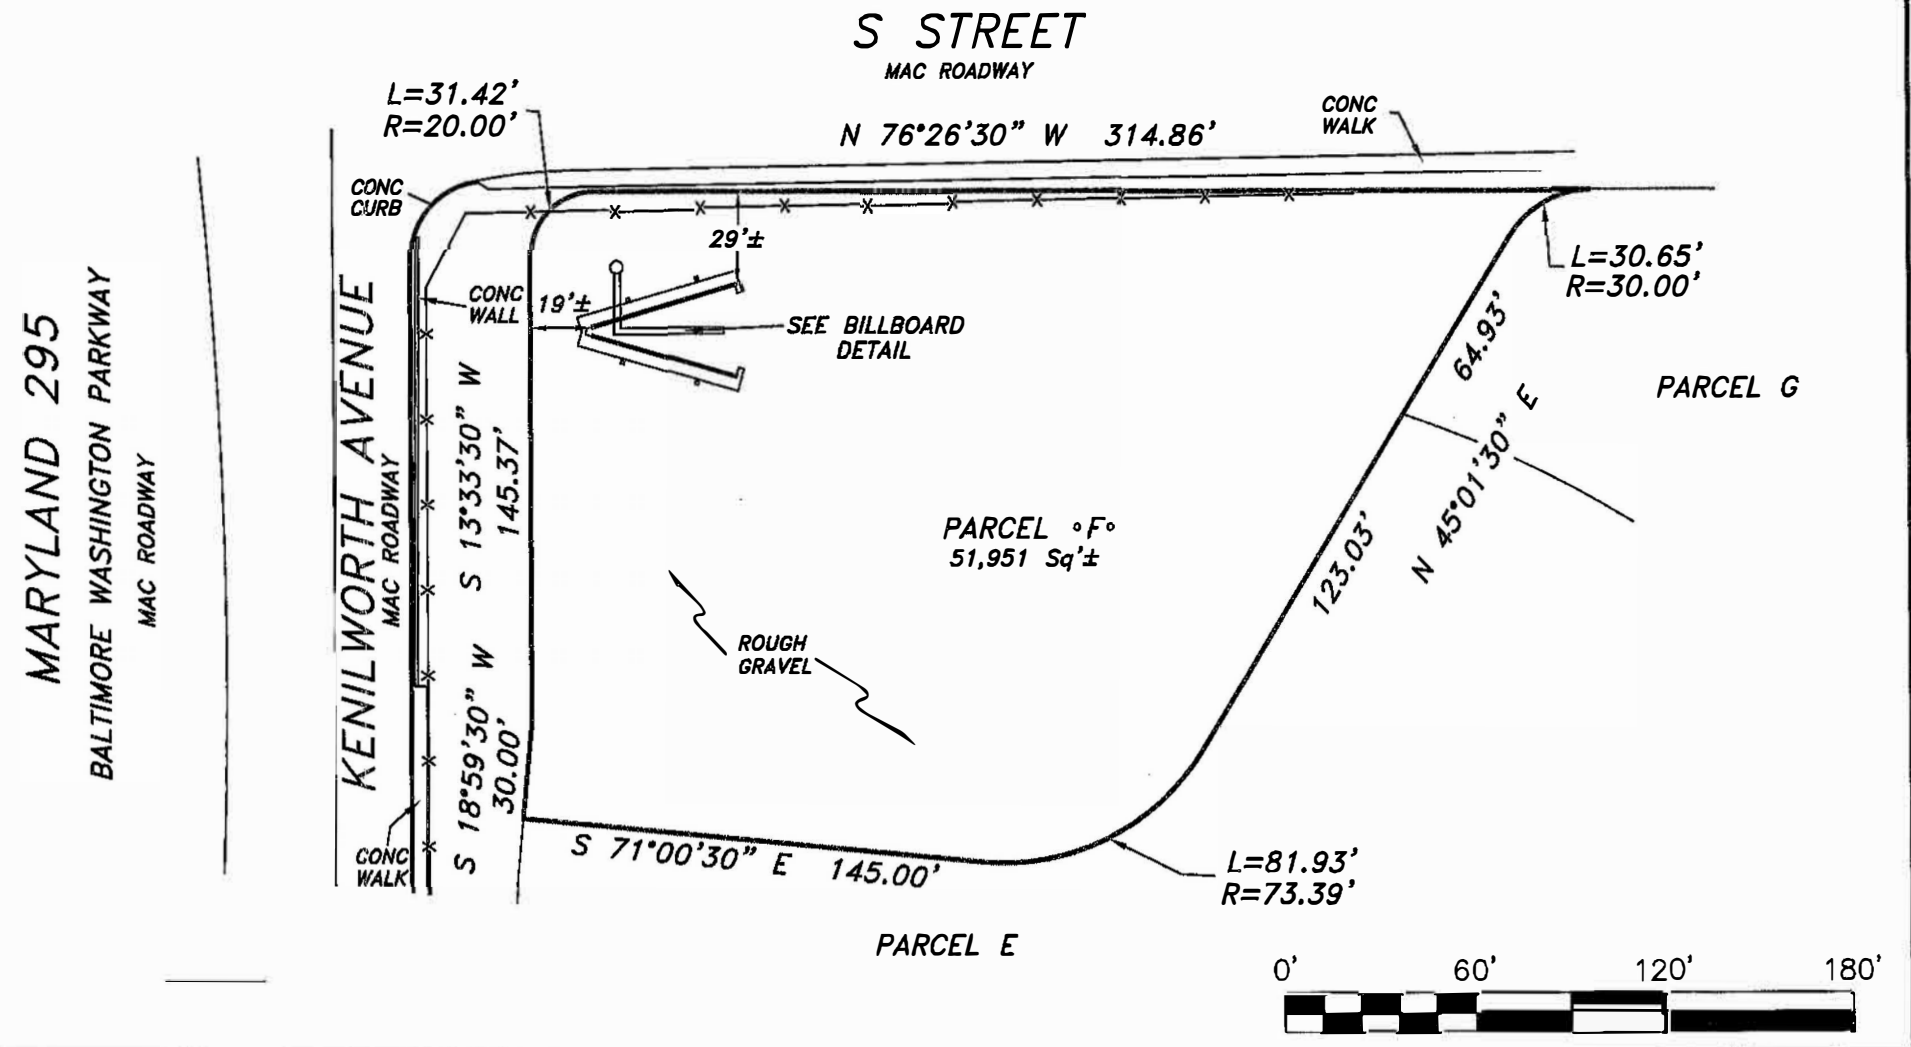 S STREET
MAC ROADWAY
L=31.42'
R=20.00'
N 76°26'30" W 314.86'
CONC
WALK
CONC
CURB
29'±
CONC
WALL
19'±
SEE BILLBOARD
DETAIL
L=30.65'
R=30.00'
64.93'
PARCEL G
MARYLAND 295
BALTIMORE WASHINGTON PARKWAY
MAC ROADWAY
KENILWORTH AVENUE
MAC ROADWAY
S 13°33'30" W
145.37'
N 45°01'30" E
123.03'
PARCEL °F°
51,951 Sq'±
ROUGH
GRAVEL
S 18°59'30" W
30.00'
CONC
WALK
S 71°00'30" E 145.00'
L=81.93'
R=73.39'
PARCEL E
0' 60' 120' 180'